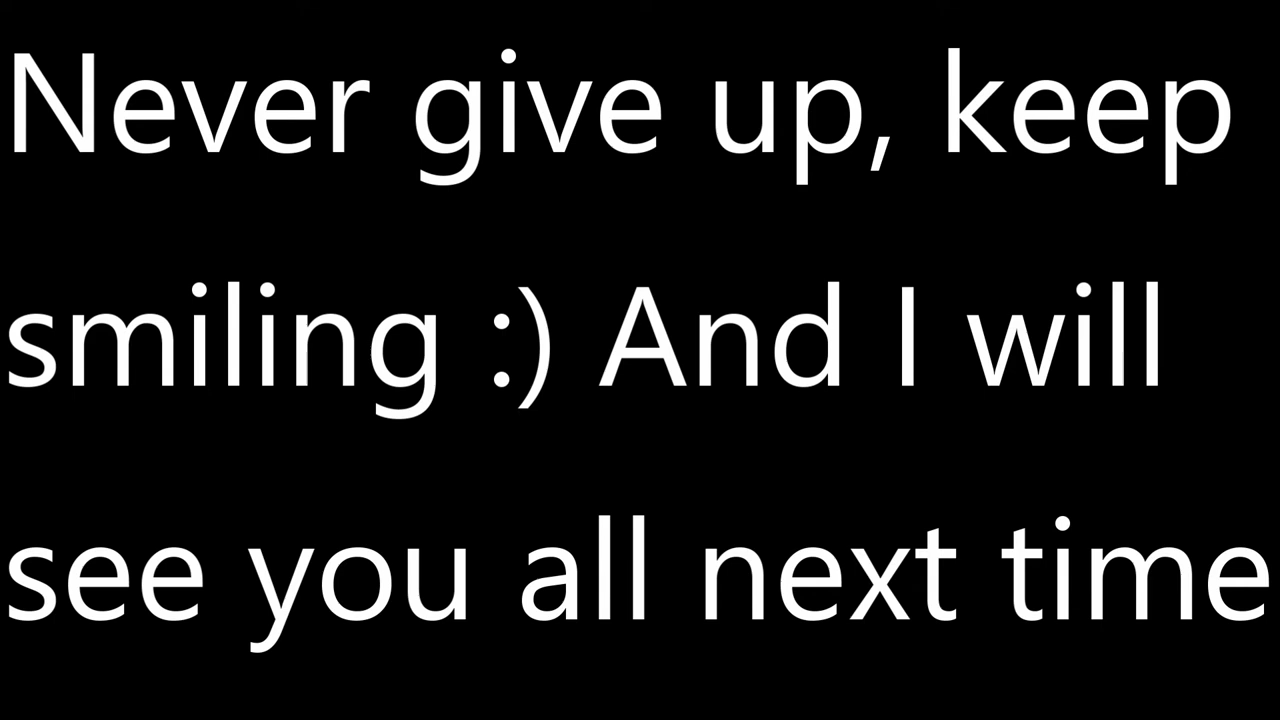 Never give up, keep
smiling :) And I will
see you all next time